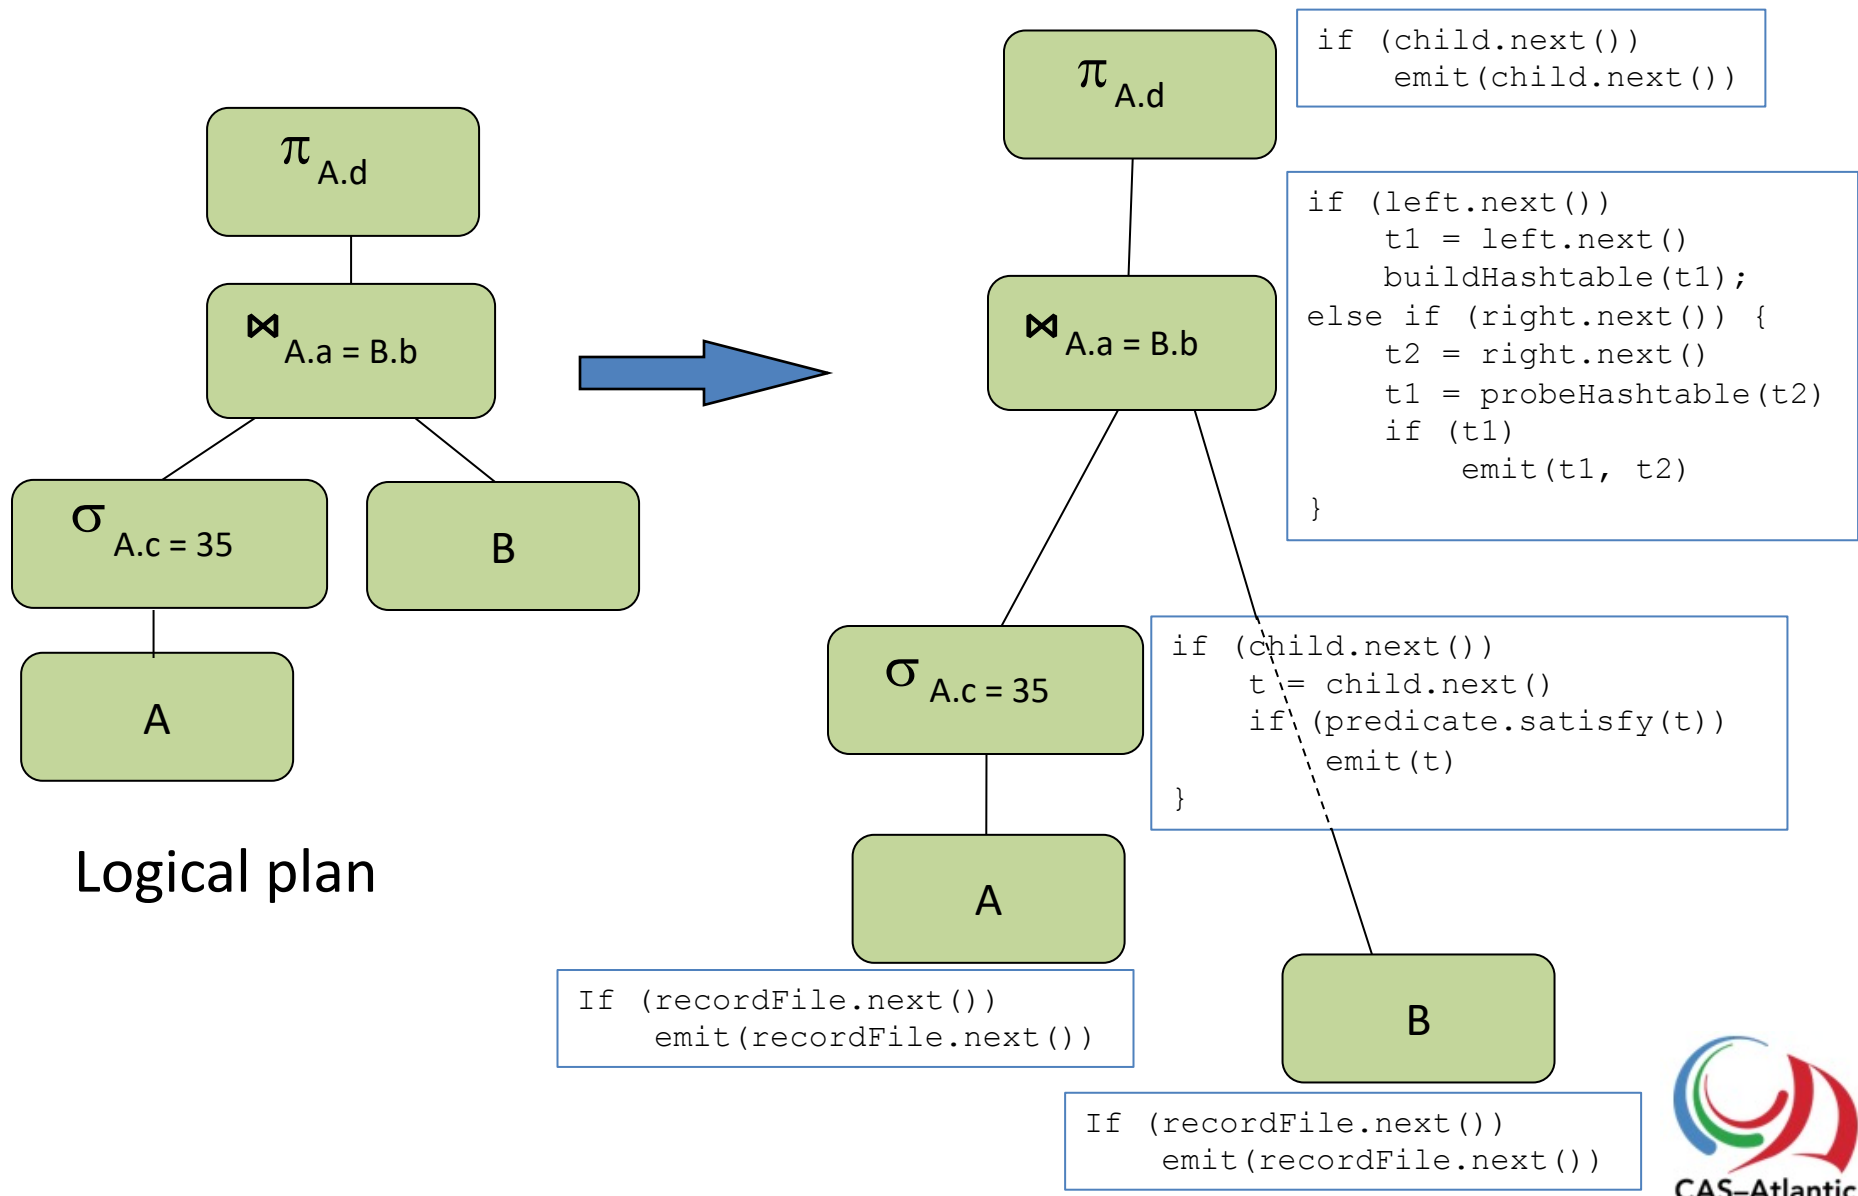 π A.d
⋈ A.a = B.b
σ A.c = 35
B
A
Logical plan
π A.d
if (child.next())
    emit(child.next())
⋈ A.a = B.b
if (left.next())
    t1 = left.next()
    buildHashtable(t1);
else if (right.next()) {
    t2 = right.next()
    t1 = probeHashtable(t2)
    if (t1)
        emit(t1, t2)
}
σ A.c = 35
if (child.next())
    t = child.next()
    if (predicate.satisfy(t))
        emit(t)
}
A
If (recordFile.next())
    emit(recordFile.next())
B
If (recordFile.next())
    emit(recordFile.next())
CAS–Atlantic